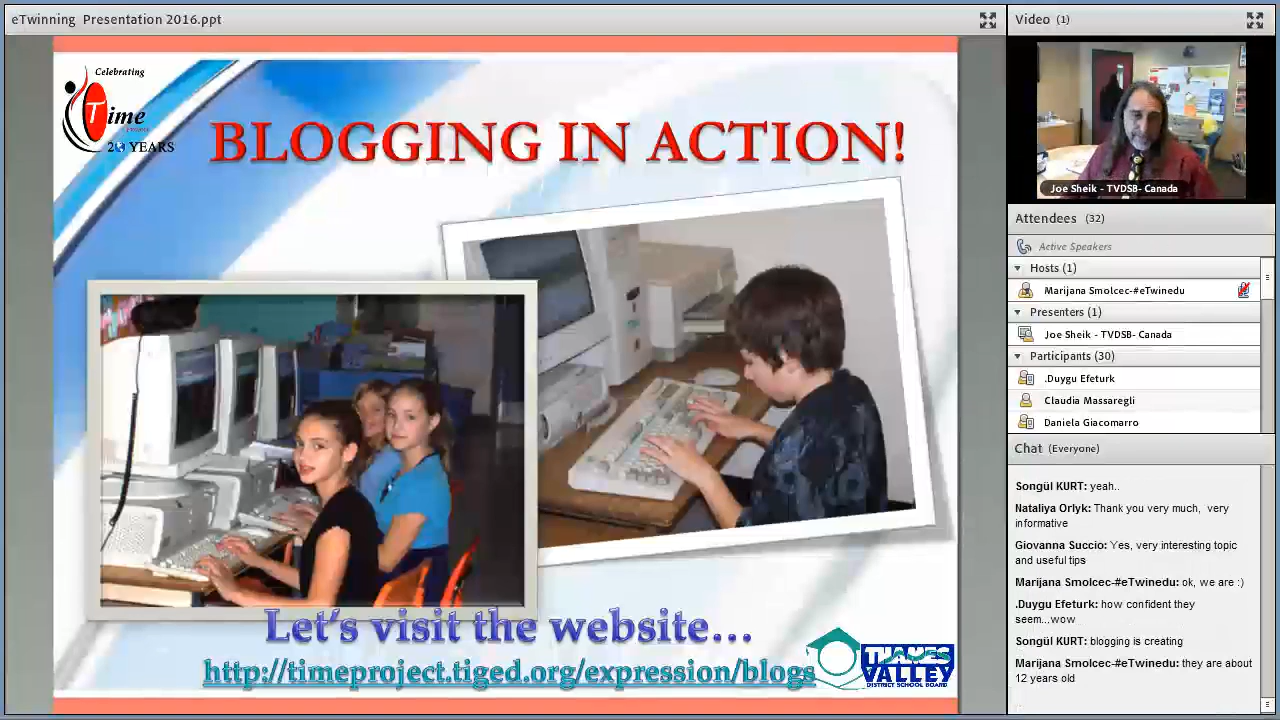 eTwinning Presentation 2016.ppt
Celebrating
Time
20 YEARS
BLOGGING IN ACTION!
Let's visit the website...
http://timeproject.tiged.org/expression/blogs
THAMES
VALLEY
DISTRICT SCHOOL BOARD
Video (1)
Joe Sheik - TVDSB- Canada
Attendees (32)
Active Speakers
Hosts (1)
Marijana Smolcec-#eTwinedu
Presenters (1)
Joe Sheik - TVDSB- Canada
Participants (30)
.Duygu Efeturk
Claudia Massaregli
Daniela Giacomarro
Chat (Everyone)
Songül KURT: yeah..
Nataliya Orlyk: Thank you very much, very
informative
Giovanna Succio: Yes, very interesting topic
and useful tips
Marijana Smolcec-#eTwinedu: ok, we are :)
.Duygu Efeturk: how confident they
seem...wow
Songül KURT: blogging is creating
Marijana Smolcec-#eTwinedu: they are about
12 years old